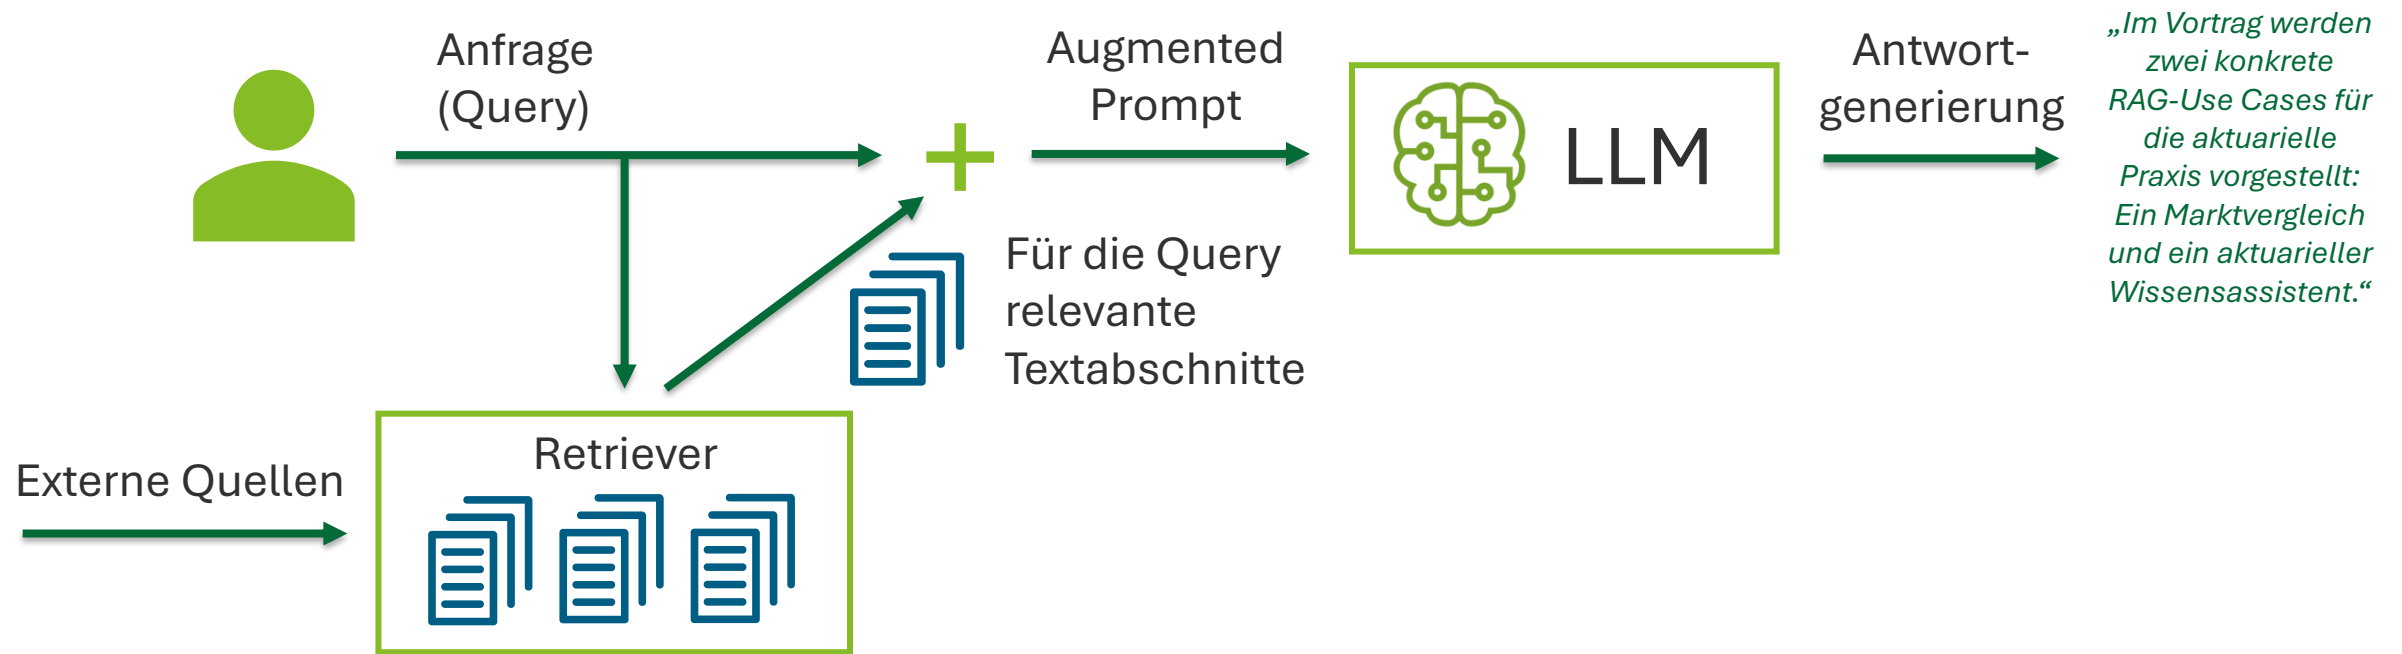 Anfrage
(Query)
Augmented
Prompt
LLM
Antwort-
generierung
„Im Vortrag werden
zwei konkrete
RAG-Use Cases für
die aktuarielle
Praxis vorgestellt:
Ein Marktvergleich
und ein aktuarieller
Wissensassistent.“
Für die Query
relevante
Textabschnitte
Externe Quellen
Retriever